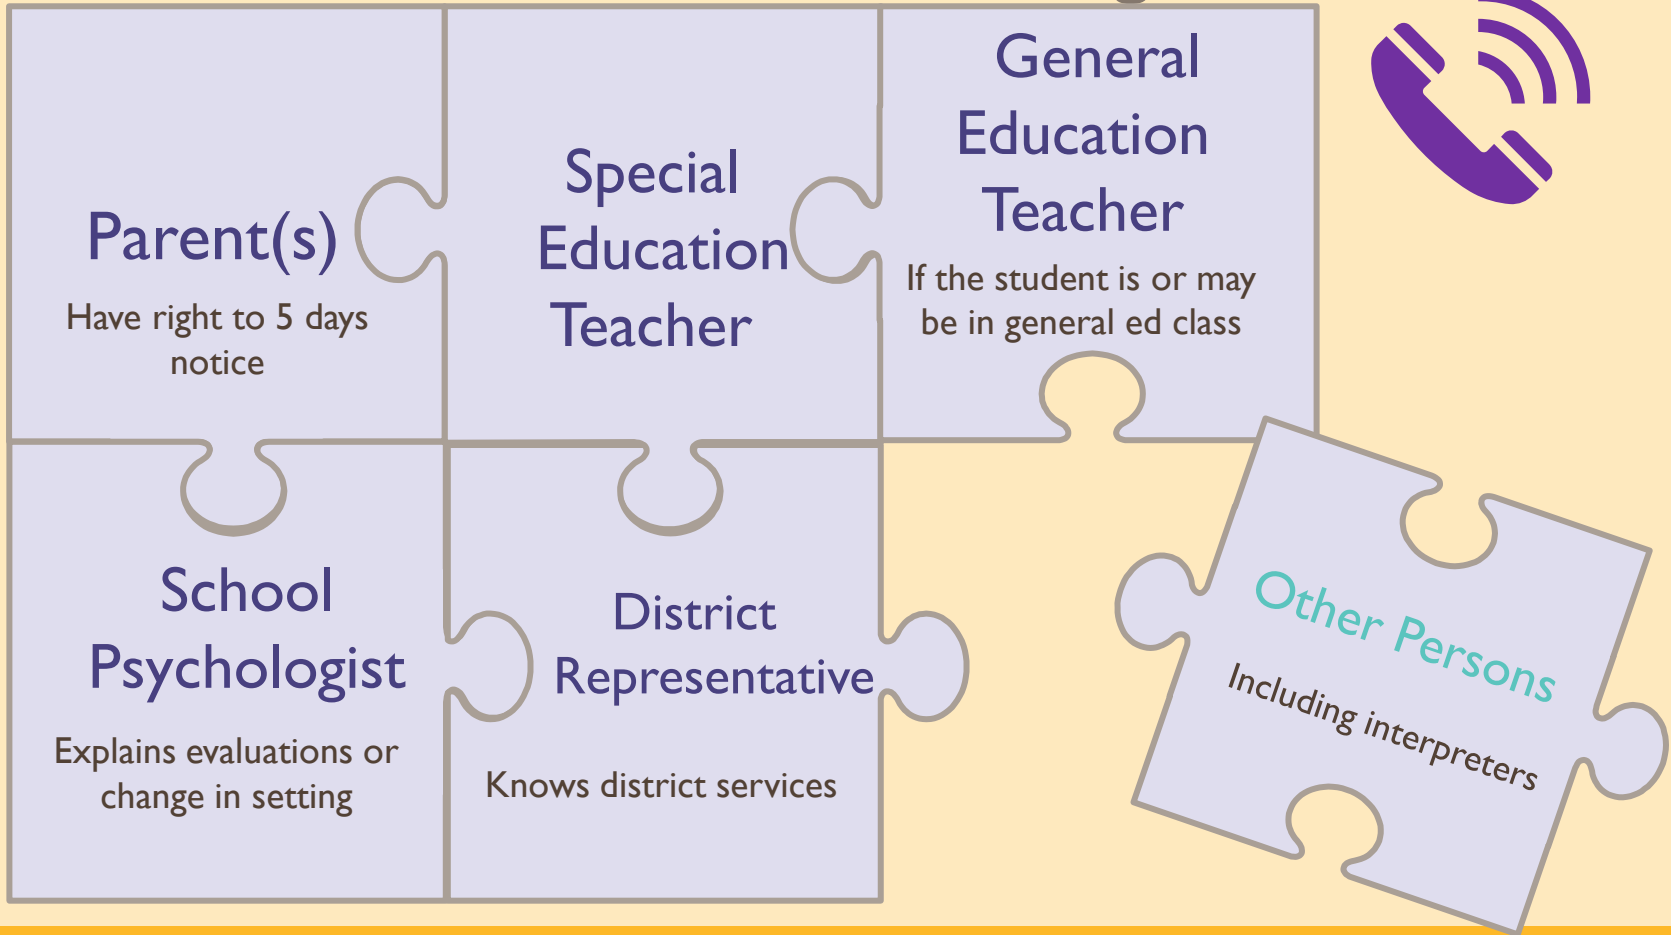 Parent(s)
Have right to 5 days
notice
Special
Education
Teacher
General
Education
Teacher
If the student is or may
be in general ed class
School
Psychologist
Explains evaluations or
change in setting
District
Representative
Knows district services
Other Persons
Including interpreters